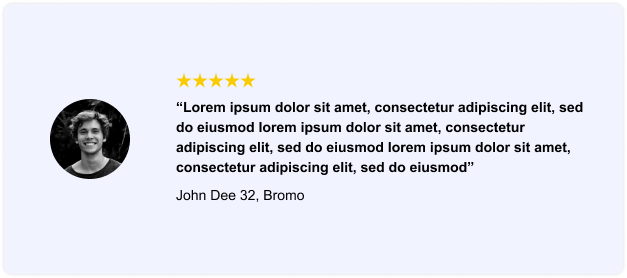 “Lorem ipsum dolor sit amet, consectetur adipiscing elit, sed
do eiusmod lorem ipsum dolor sit amet, consectetur
adipiscing elit, sed do eiusmod lorem ipsum dolor sit amet,
consectetur adipiscing elit, sed do eiusmod”
John Dee 32, Bromo